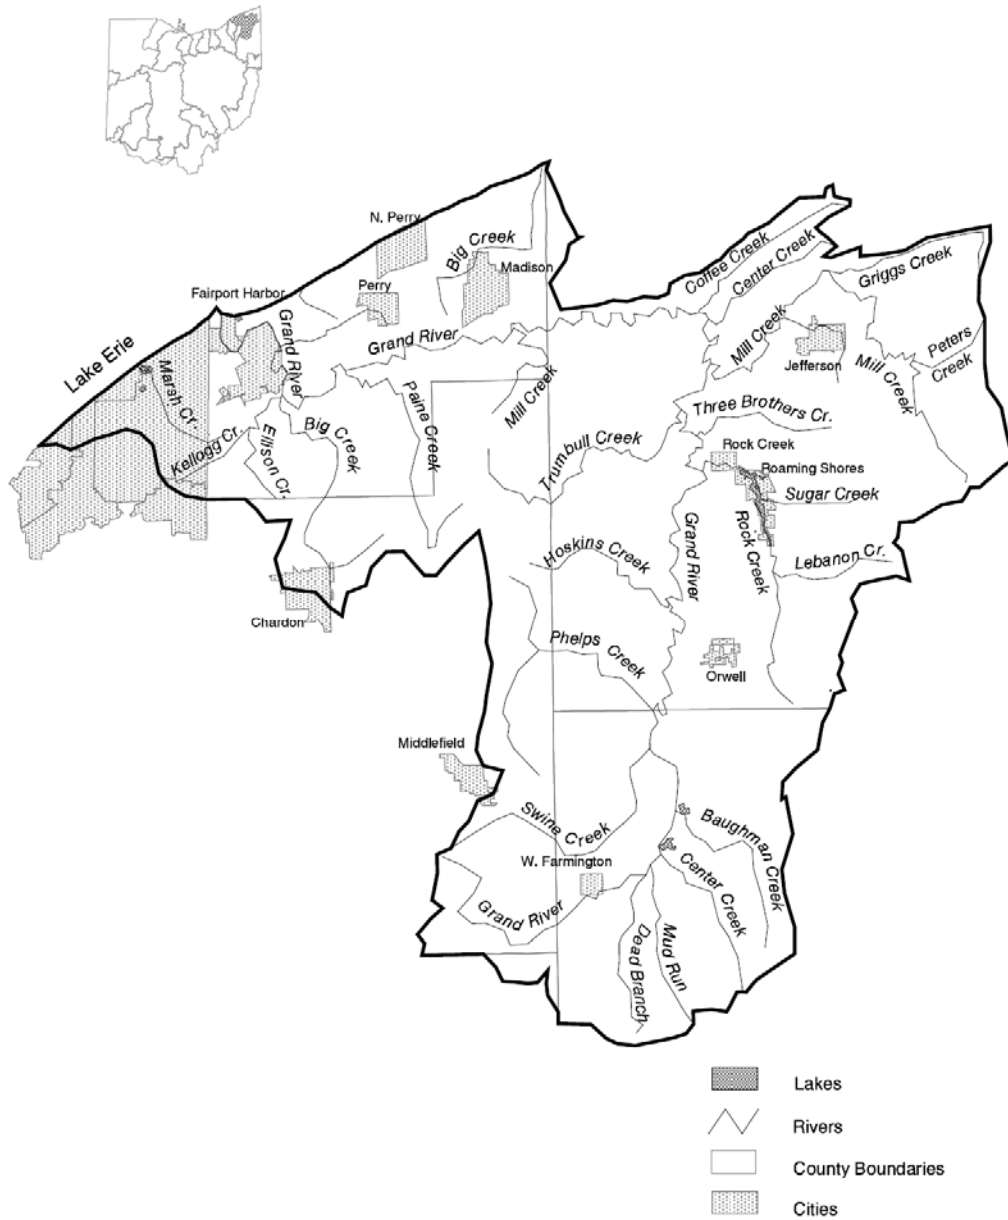 N. Perry
Big Creek
Madison
Coffee Creek
Center Creek
Griggs Creek
Fairport Harbor
Perry
Grand River
Grand River
Mill Creek
Lake Erie
Marsh Cr.
Jefferson
Mill Creek
Peters
Creek
Mill Creek
Paine Creek
Three Brothers Cr.
Kellogg Cr.
Ellison Cr.
Big Creek
Trumbull Creek
Rock Creek
Roaming Shores
Sugar Creek
Rock Creek
Grand River
Hoskins Creek
Lebanon Cr.
Chardon
Phelps Creek
Orwell
Middlefield
Swine Creek
Baughman Creek
W. Farmington
Center Creek
Grand River
Dead Branch
Mud Run
Lakes
Rivers
County Boundaries
Cities